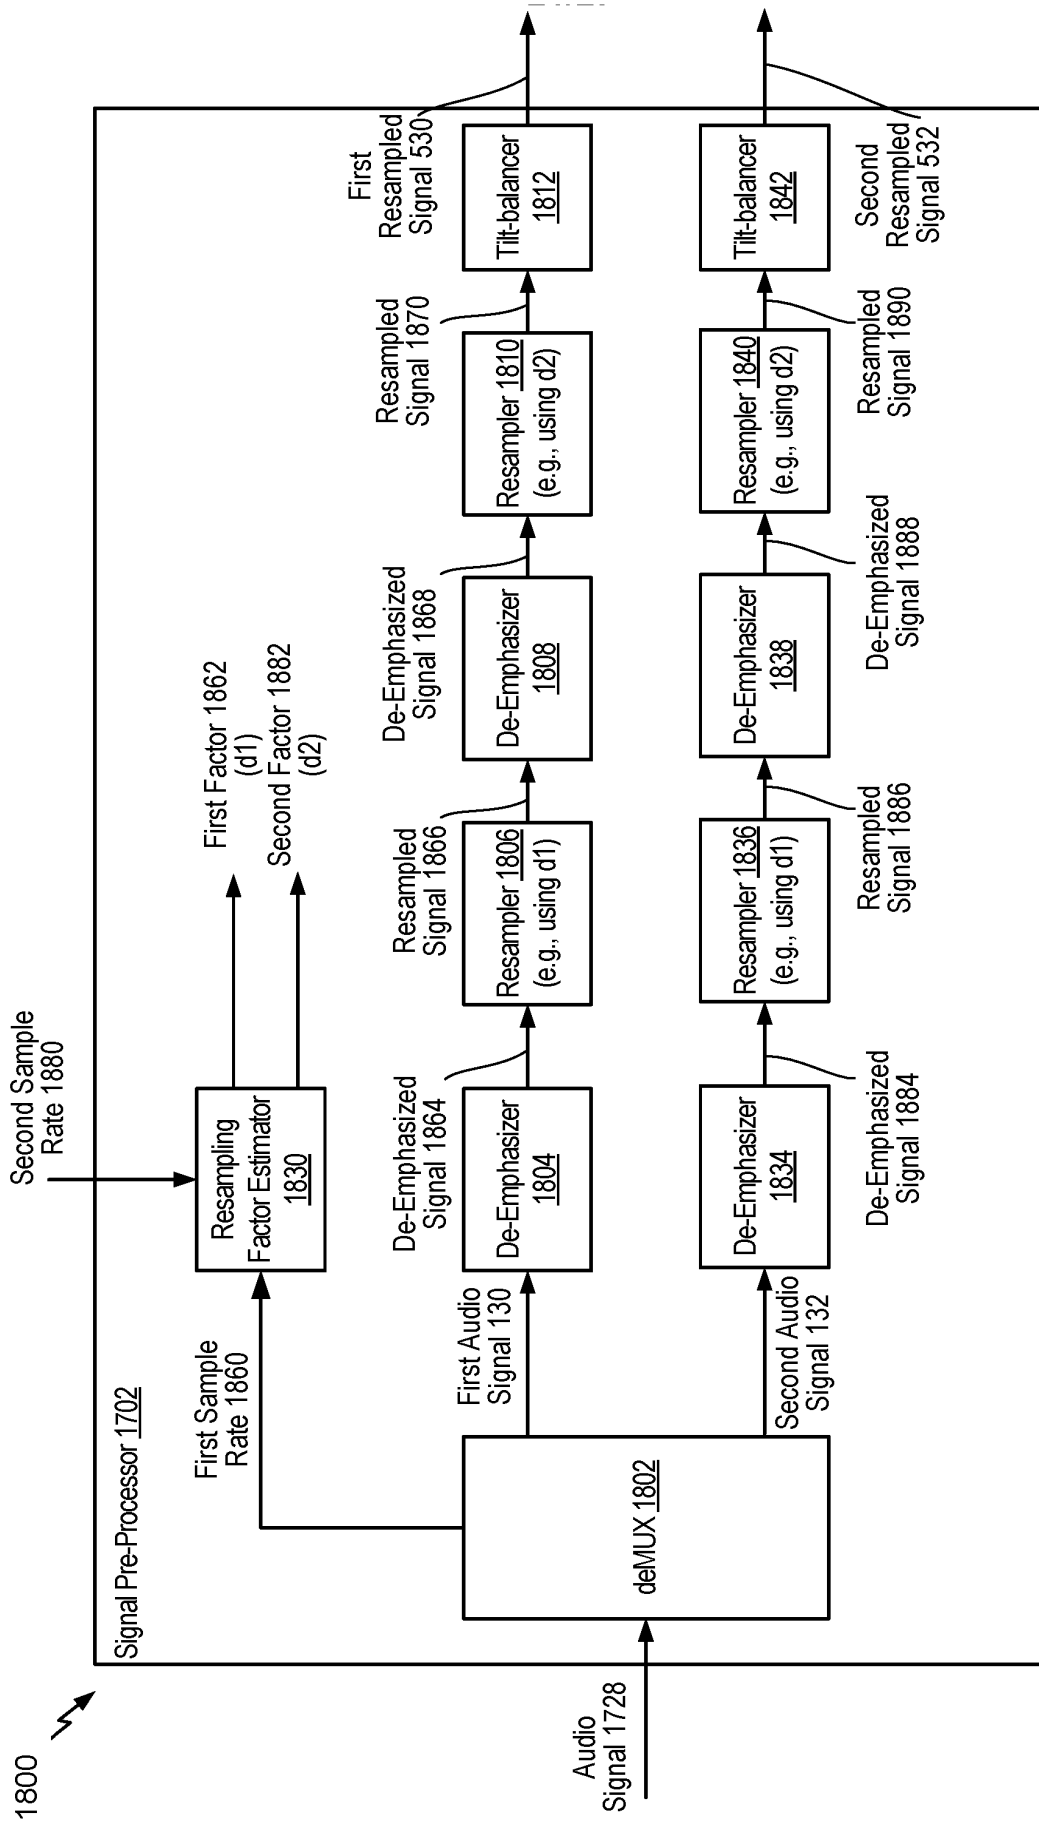 1800
Signal Pre-Processor 1702
Second Sample
Rate 1880
First Sample
Rate 1860
Resampling
Factor Estimator
1830
First Factor 1862
(d1)
Second Factor 1882
(d2)
Audio
Signal 1728
deMUX 1802
First Audio
Signal 130
De-Emphasizer
1804
De-Emphasized
Signal 1864
Resampler 1806
(e.g., using d1)
Resampled
Signal 1866
De-Emphasizer
1808
De-Emphasized
Signal 1868
Resampler 1810
(e.g., using d2)
Resampled
Signal 1870
Tilt-balancer
1812
First
Resampled
Signal 530
Second Audio
Signal 132
De-Emphasizer
1834
De-Emphasized
Signal 1884
Resampler 1836
(e.g., using d1)
Resampled
Signal 1886
De-Emphasizer
1838
De-Emphasized
Signal 1888
Resampler 1840
(e.g., using d2)
Resampled
Signal 1890
Tilt-balancer
1842
Second
Resampled
Signal 532